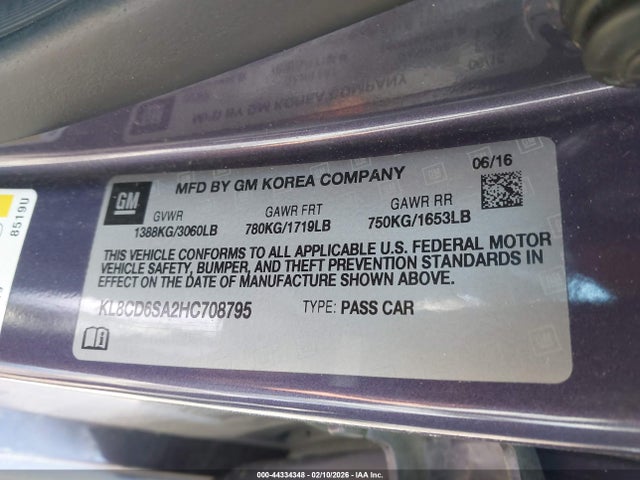 MFD BY GM KOREA COMPANY
06/16
GM
GVWR
GAWR FRT
GAWR RR
1388KG/3060LB
780KG/1719LB
750KG/1653LB
THIS VEHICLE CONFORMS TO ALL APPLICABLE U.S. FEDERAL MOTOR
VEHICLE SAFETY, BUMPER, AND THEFT PREVENTION STANDARDS IN
EFFECT ON THE DATE OF MANUFACTURE SHOWN ABOVE.
KL8CD6SA2HC708795
TYPE: PASS CAR
8519U
000-44334348 - 02/10/2026 - IAA Inc.